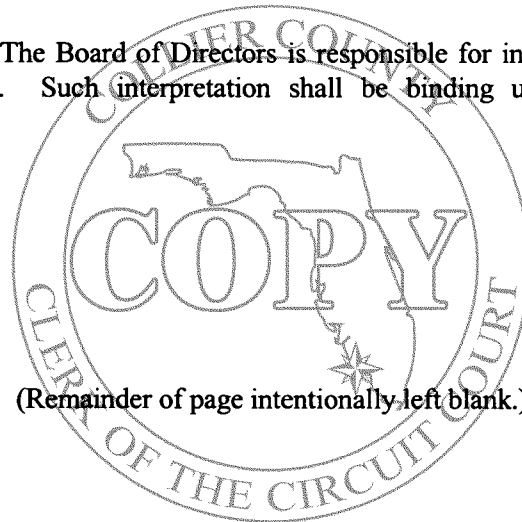 The Board of Directors is responsible for in
. Such interpretation shall be binding u
COLLIER COUNTY
COPY
(Remainder of page intentionally left blank.)
CLERK OF THE CIRCUIT COURT